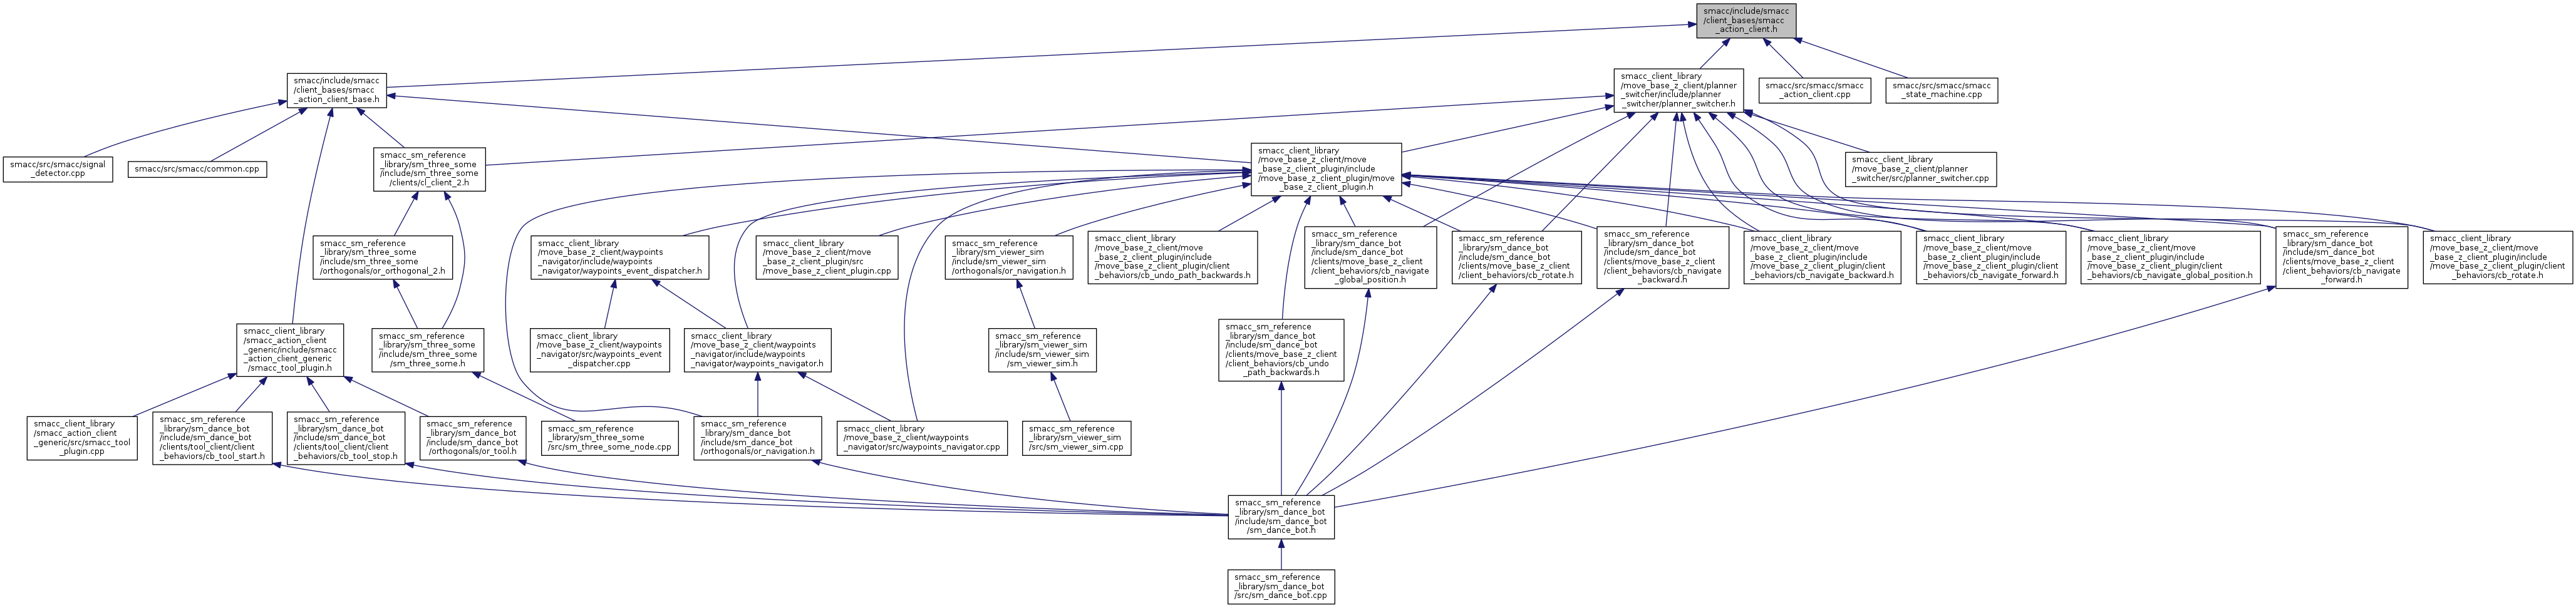 smacc/include/smacc
/client_bases/smacc
_action_client.h
smacc/include/smacc
/client_bases/smacc
_action_client_base.h
smacc_client_library
/move_base_z_client/planner
_switcher/include/planner
_switcher/planner_switcher.h
smacc/src/smacc/smacc
_action_client.cpp
smacc/src/smacc/smacc
_state_machine.cpp
smacc/src/smacc/signal
_detector.cpp
smacc/src/smacc/common.cpp
smacc_sm_reference
_library/sm_three_some
/include/sm_three_some
/clients/cl_client_2.h
smacc_client_library
/move_base_z_client/move
_base_z_client_plugin/include
/move_base_z_client_plugin/move
_base_z_client_plugin.h
smacc_client_library
/move_base_z_client/planner
_switcher/src/planner_switcher.cpp
smacc_sm_reference
_library/sm_three_some
/include/sm_three_some
/orthogonals/or_orthogonal_2.h
smacc_client_library
/move_base_z_client/waypoints
_navigator/include/waypoints
_navigator/waypoints_event_dispatcher.h
smacc_client_library
/move_base_z_client/move
_base_z_client_plugin/src
/move_base_z_client_plugin.cpp
smacc_sm_reference
_library/sm_viewer_sim
/include/sm_viewer_sim
/orthogonals/or_navigation.h
smacc_client_library
/move_base_z_client/move
_base_z_client_plugin/include
/move_base_z_client_plugin/client
_behaviors/cb_undo_path_backwards.h
smacc_sm_reference
_library/sm_dance_bot
/include/sm_dance_bot
/clients/move_base_z_client
/client_behaviors/cb_navigate
_global_position.h
smacc_sm_reference
_library/sm_dance_bot
/include/sm_dance_bot
/clients/move_base_z_client
/client_behaviors/cb_rotate.h
smacc_sm_reference
_library/sm_dance_bot
/include/sm_dance_bot
/clients/move_base_z_client
/client_behaviors/cb_navigate
_backward.h
smacc_client_library
/move_base_z_client/move
_base_z_client_plugin/include
/move_base_z_client_plugin/client
_behaviors/cb_navigate_backward.h
smacc_client_library
/move_base_z_client/move
_base_z_client_plugin/include
/move_base_z_client_plugin/client
_behaviors/cb_navigate_forward.h
smacc_client_library
/move_base_z_client/move
_base_z_client_plugin/include
/move_base_z_client_plugin/client
_behaviors/cb_navigate_global_position.h
smacc_sm_reference
_library/sm_dance_bot
/include/sm_dance_bot
/clients/move_base_z_client
/client_behaviors/cb_navigate
_forward.h
smacc_client_library
/move_base_z_client/move
_base_z_client_plugin/include
/move_base_z_client_plugin/client
_behaviors/cb_rotate.h
smacc_client_library
/smacc_action_client
_generic/include/smacc
_action_client_generic
/smacc_tool_plugin.h
smacc_sm_reference
_library/sm_three_some
/include/sm_three_some
/sm_three_some.h
smacc_client_library
/move_base_z_client/waypoints
_navigator/src/waypoints_event
_dispatcher.cpp
smacc_client_library
/move_base_z_client/waypoints
_navigator/include/waypoints
_navigator/waypoints_navigator.h
smacc_sm_reference
_library/sm_viewer_sim
/include/sm_viewer_sim
/sm_viewer_sim.h
smacc_sm_reference
_library/sm_dance_bot
/include/sm_dance_bot
/clients/move_base_z_client
/client_behaviors/cb_undo
_path_backwards.h
smacc_client_library
/smacc_action_client
_generic/src/smacc_tool
_plugin.cpp
smacc_sm_reference
_library/sm_dance_bot
/include/sm_dance_bot
/clients/tool_client/client
_behaviors/cb_tool_start.h
smacc_sm_reference
_library/sm_dance_bot
/include/sm_dance_bot
/clients/tool_client/client
_behaviors/cb_tool_stop.h
smacc_sm_reference
_library/sm_dance_bot
/include/sm_dance_bot
/orthogonals/or_tool.h
smacc_sm_reference
_library/sm_three_some
/src/sm_three_some_node.cpp
smacc_sm_reference
_library/sm_dance_bot
/include/sm_dance_bot
/orthogonals/or_navigation.h
smacc_client_library
/move_base_z_client/waypoints
_navigator/src/waypoints_navigator.cpp
smacc_sm_reference
_library/sm_viewer_sim
/src/sm_viewer_sim.cpp
smacc_sm_reference
_library/sm_dance_bot
/include/sm_dance_bot
/sm_dance_bot.h
smacc_sm_reference
_library/sm_dance_bot
/src/sm_dance_bot.cpp